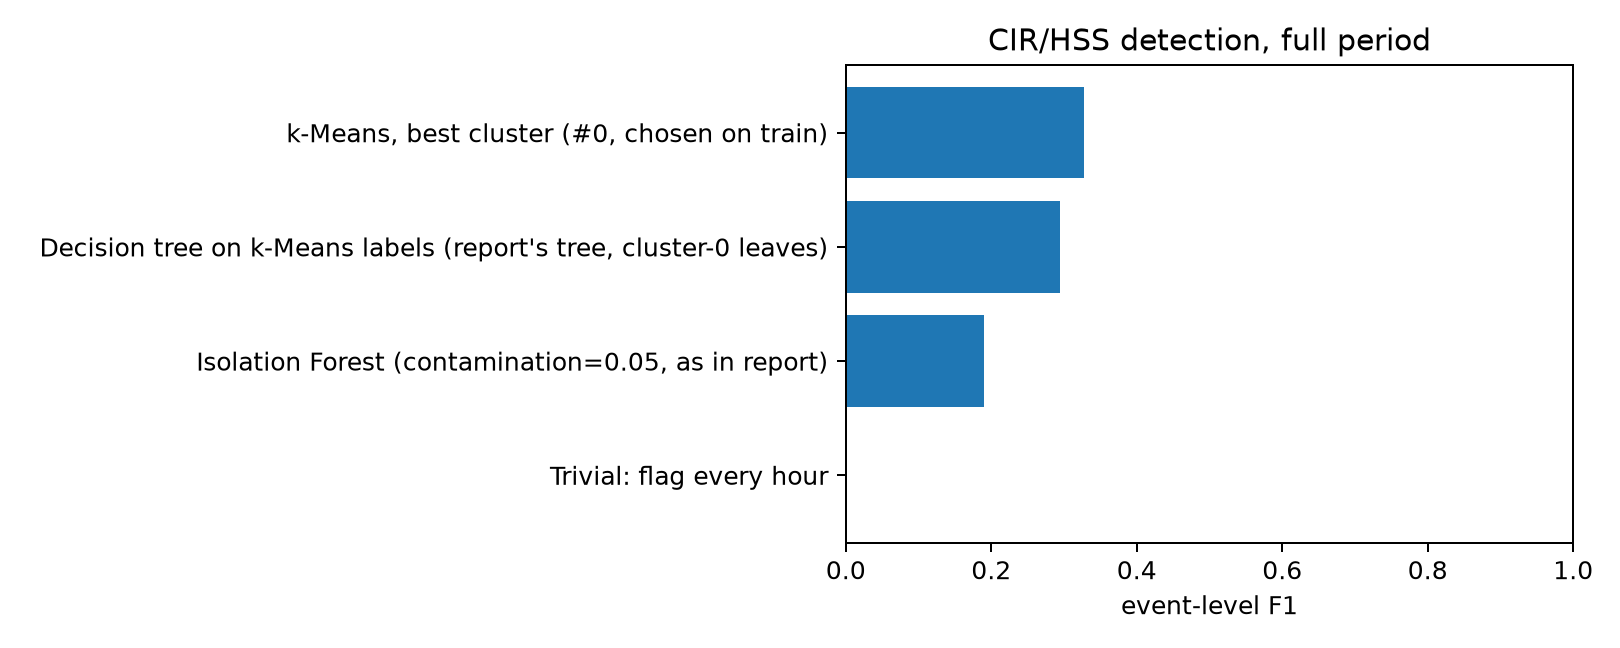 CIR/HSS detection, full period
k-Means, best cluster (#0, chosen on train)
Decision tree on k-Means labels (report's tree, cluster-0 leaves)
Isolation Forest (contamination=0.05, as in report)
Trivial: flag every hour
0.0 0.2 0.4 0.6 0.8 1.0
event-level F1